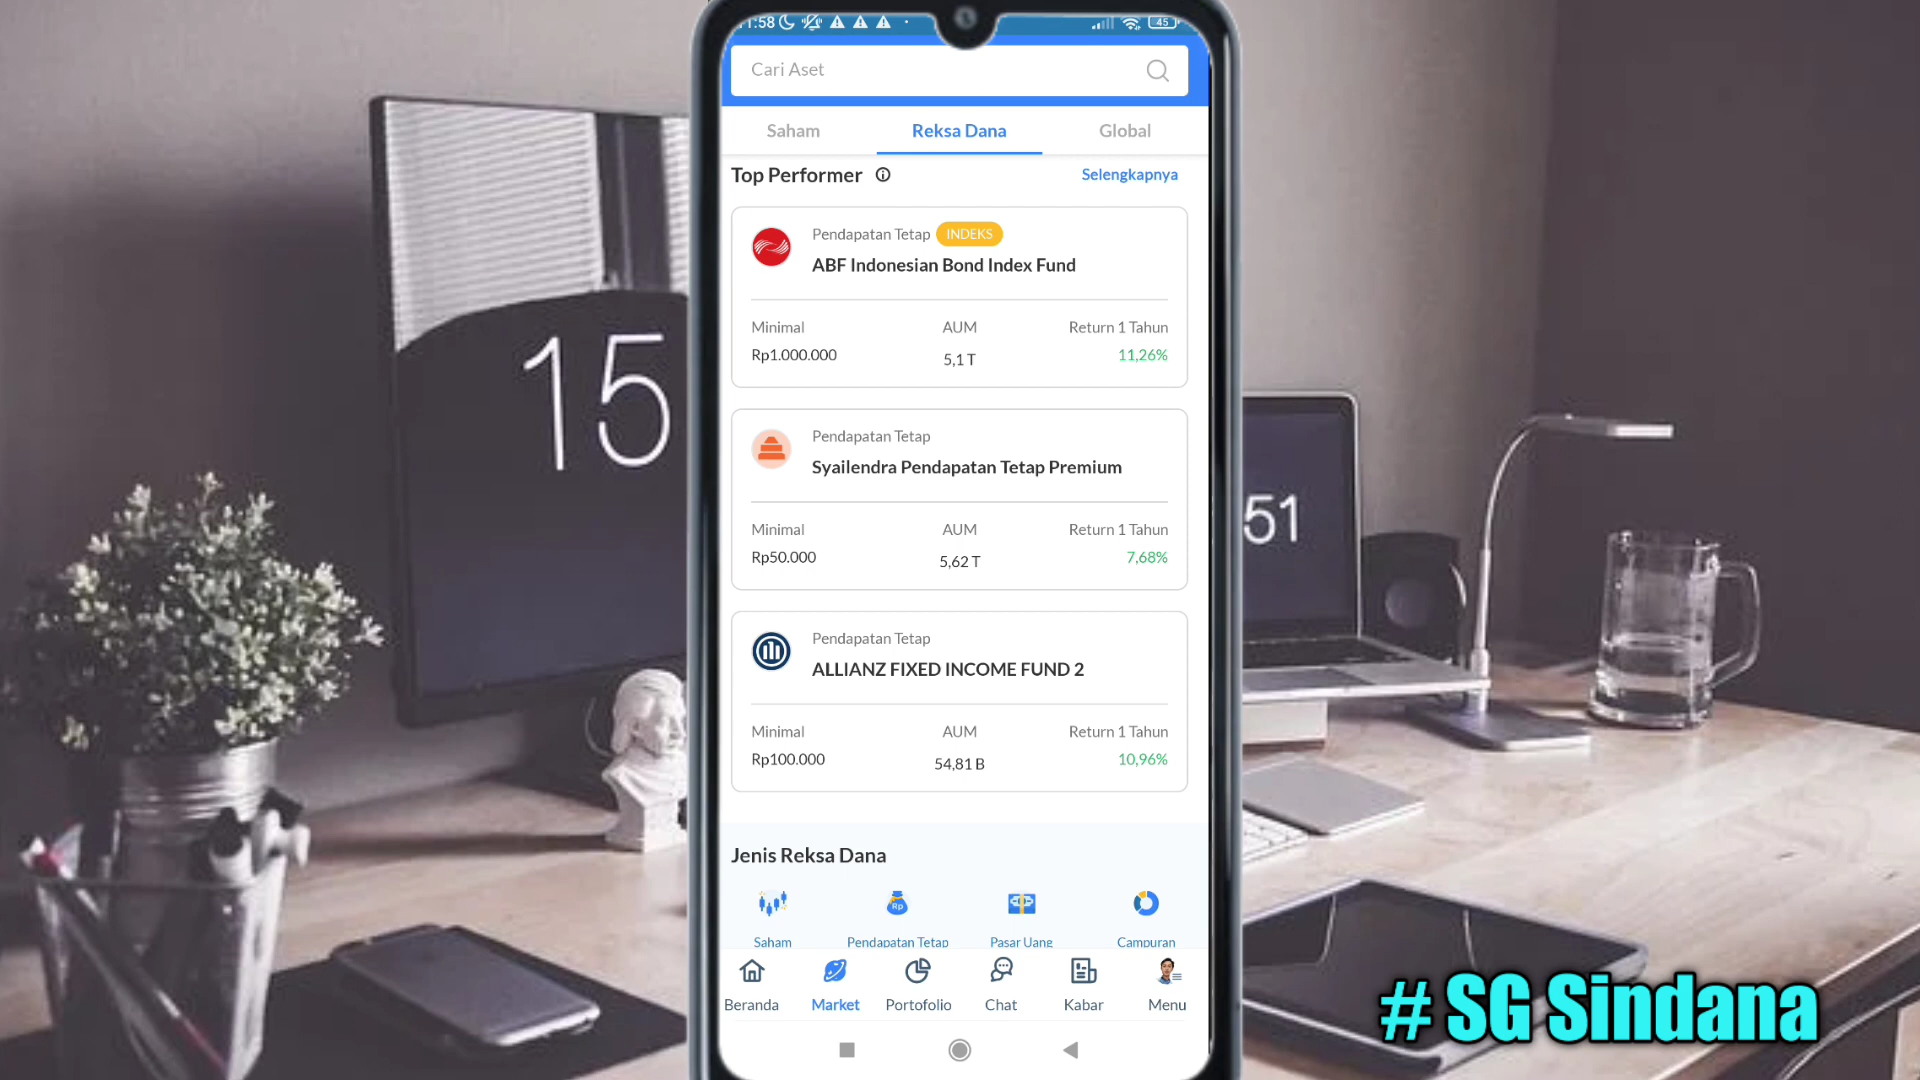 1:58
45
Cari Aset
Saham Reksa Dana Global
Top Performer Selengkapnya
Pendapatan Tetap INDEKS
ABF Indonesian Bond Index Fund
Minimal AUM Return 1 Tahun
Rp1.000.000 5,1 T 11,26%
Pendapatan Tetap
Syailendra Pendapatan Tetap Premium
Minimal AUM Return 1 Tahun
Rp50.000 5,62 T 7,68%
Pendapatan Tetap
ALLIANZ FIXED INCOME FUND 2
Minimal AUM Return 1 Tahun
Rp100.000 54,81 B 10,96%
Jenis Reksa Dana
Rp
Saham Pendapatan Tetap Pasar Uang Campuran
Beranda Market Portofolio Chat Kabar Menu
15
51
# SG Sindana